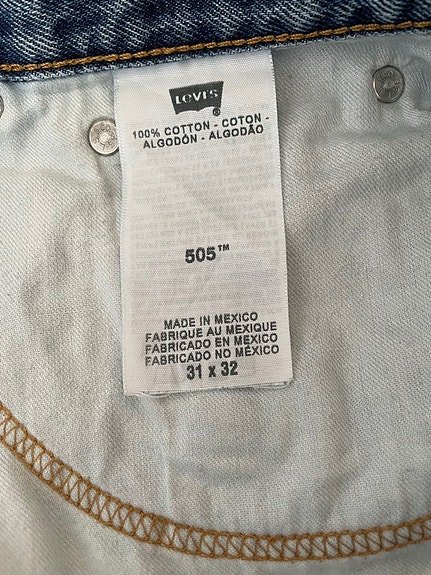 Levi's
®
100% COTTON - COTON -
ALGODÓN - ALGODÃO
505™
MADE IN MEXICO
FABRIQUE AU MEXIQUE
FABRICADO EN MEXICO
FABRICADO NO MÉXICO
31 x 32